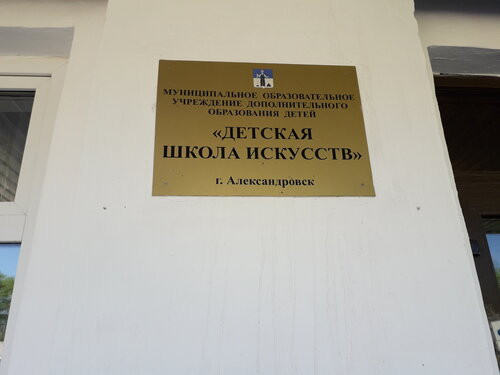 МУНИЦИПАЛЬНОЕ ОБРАЗОВАТЕЛЬНОЕ
УЧРЕЖДЕНИЕ ДОПОЛНИТЕЛЬНОГО
ОБРАЗОВАНИЯ ДЕТЕЙ
«ДЕТСКАЯ
ШКОЛА ИСКУССТВ»
г. Александровск